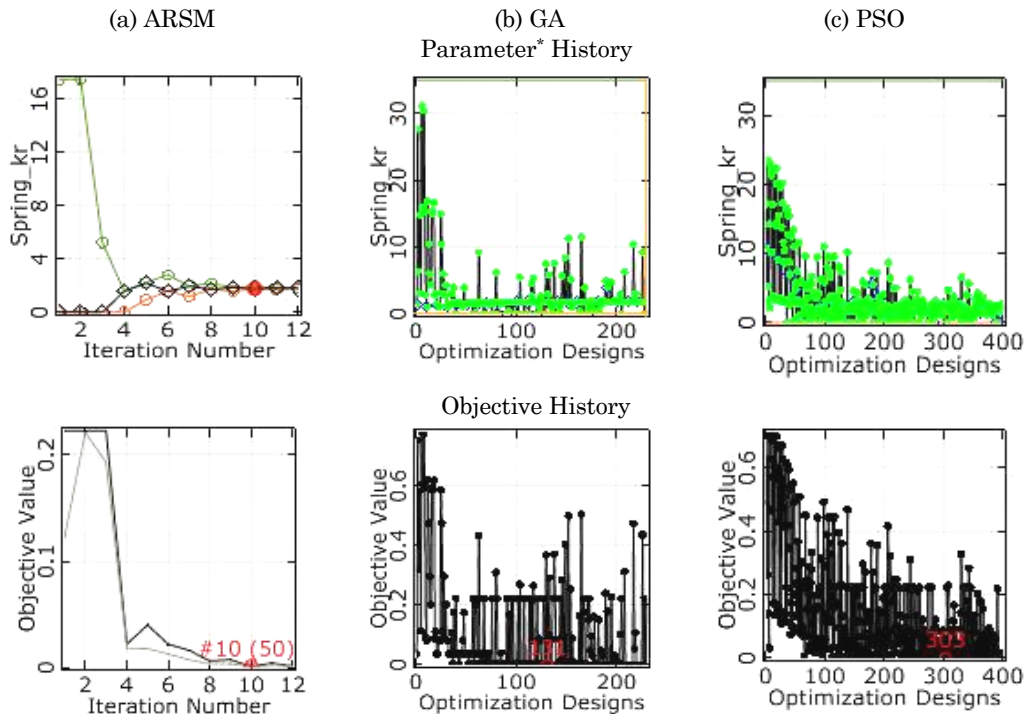 (a) ARSM
(b) GA
(c) PSO
Parameter* History
Spring_kr
16
12
8
4
0
2 4 6 8 10 12
Iteration Number
Spring_kr
30
20
10
0
0 100 200
Optimization Designs
Spring_kr
30
20
10
0
0 100 200 300 400
Optimization Designs
Objective History
Objective Value
0.2
0.1
0
#10 (50)
2 4 6 8 10 12
Iteration Number
Objective Value
0.6
0.4
0.2
0
131
0 100 200
Optimization Designs
Objective Value
0.6
0.4
0.2
0
303
0 100 200 300 400
Optimization Designs